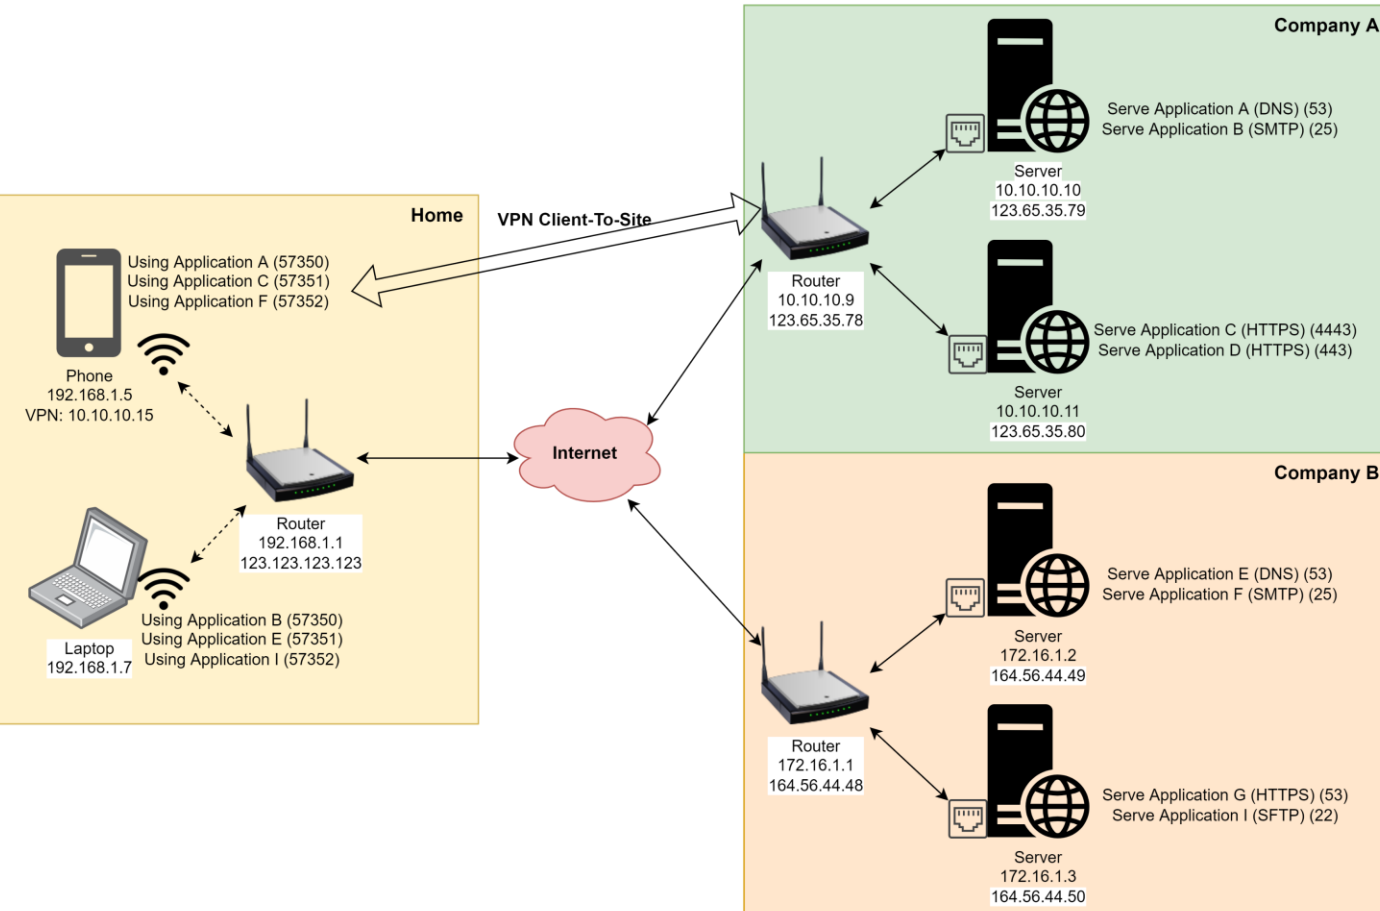 Company A
Serve Application A (DNS) (53)
Serve Application B (SMTP) (25)
Server
10.10.10.10
123.65.35.79
Home
VPN Client-To-Site
Using Application A (57350)
Using Application C (57351)
Using Application F (57352)
Router
10.10.10.9
123.65.35.78
Serve Application C (HTTPS) (4443)
Serve Application D (HTTPS) (443)
Server
10.10.10.11
123.65.35.80
Phone
192.168.1.5
VPN: 10.10.10.15
Internet
Company B
Router
192.168.1.1
123.123.123.123
Serve Application E (DNS) (53)
Serve Application F (SMTP) (25)
Server
172.16.1.2
164.56.44.49
Using Application B (57350)
Using Application E (57351)
Using Application I (57352)
Laptop
192.168.1.7
Router
172.16.1.1
164.56.44.48
Serve Application G (HTTPS) (53)
Serve Application I (SFTP) (22)
Server
172.16.1.3
164.56.44.50